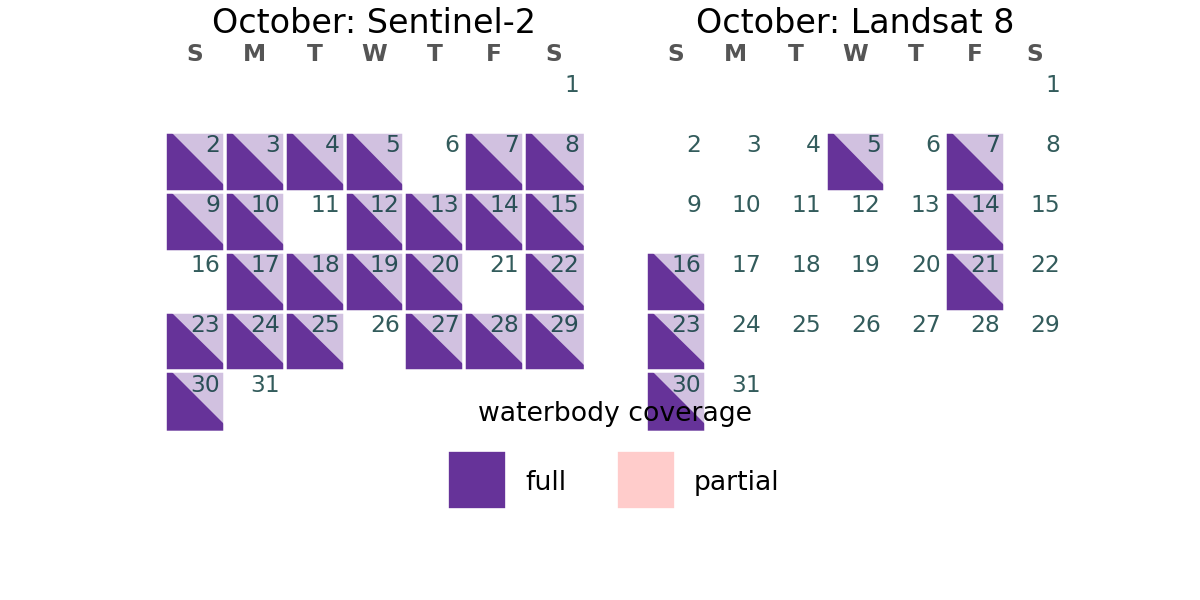 October: Sentinel-2
S M T W T F S
1
2 3 4 5 6 7 8
9 10 11 12 13 14 15
16 17 18 19 20 21 22
23 24 25 26 27 28 29
30 31
October: Landsat 8
S M T W T F S
1
2 3 4 5 6 7 8
9 10 11 12 13 14 15
16 17 18 19 20 21 22
23 24 25 26 27 28 29
30 31
waterbody coverage
full partial